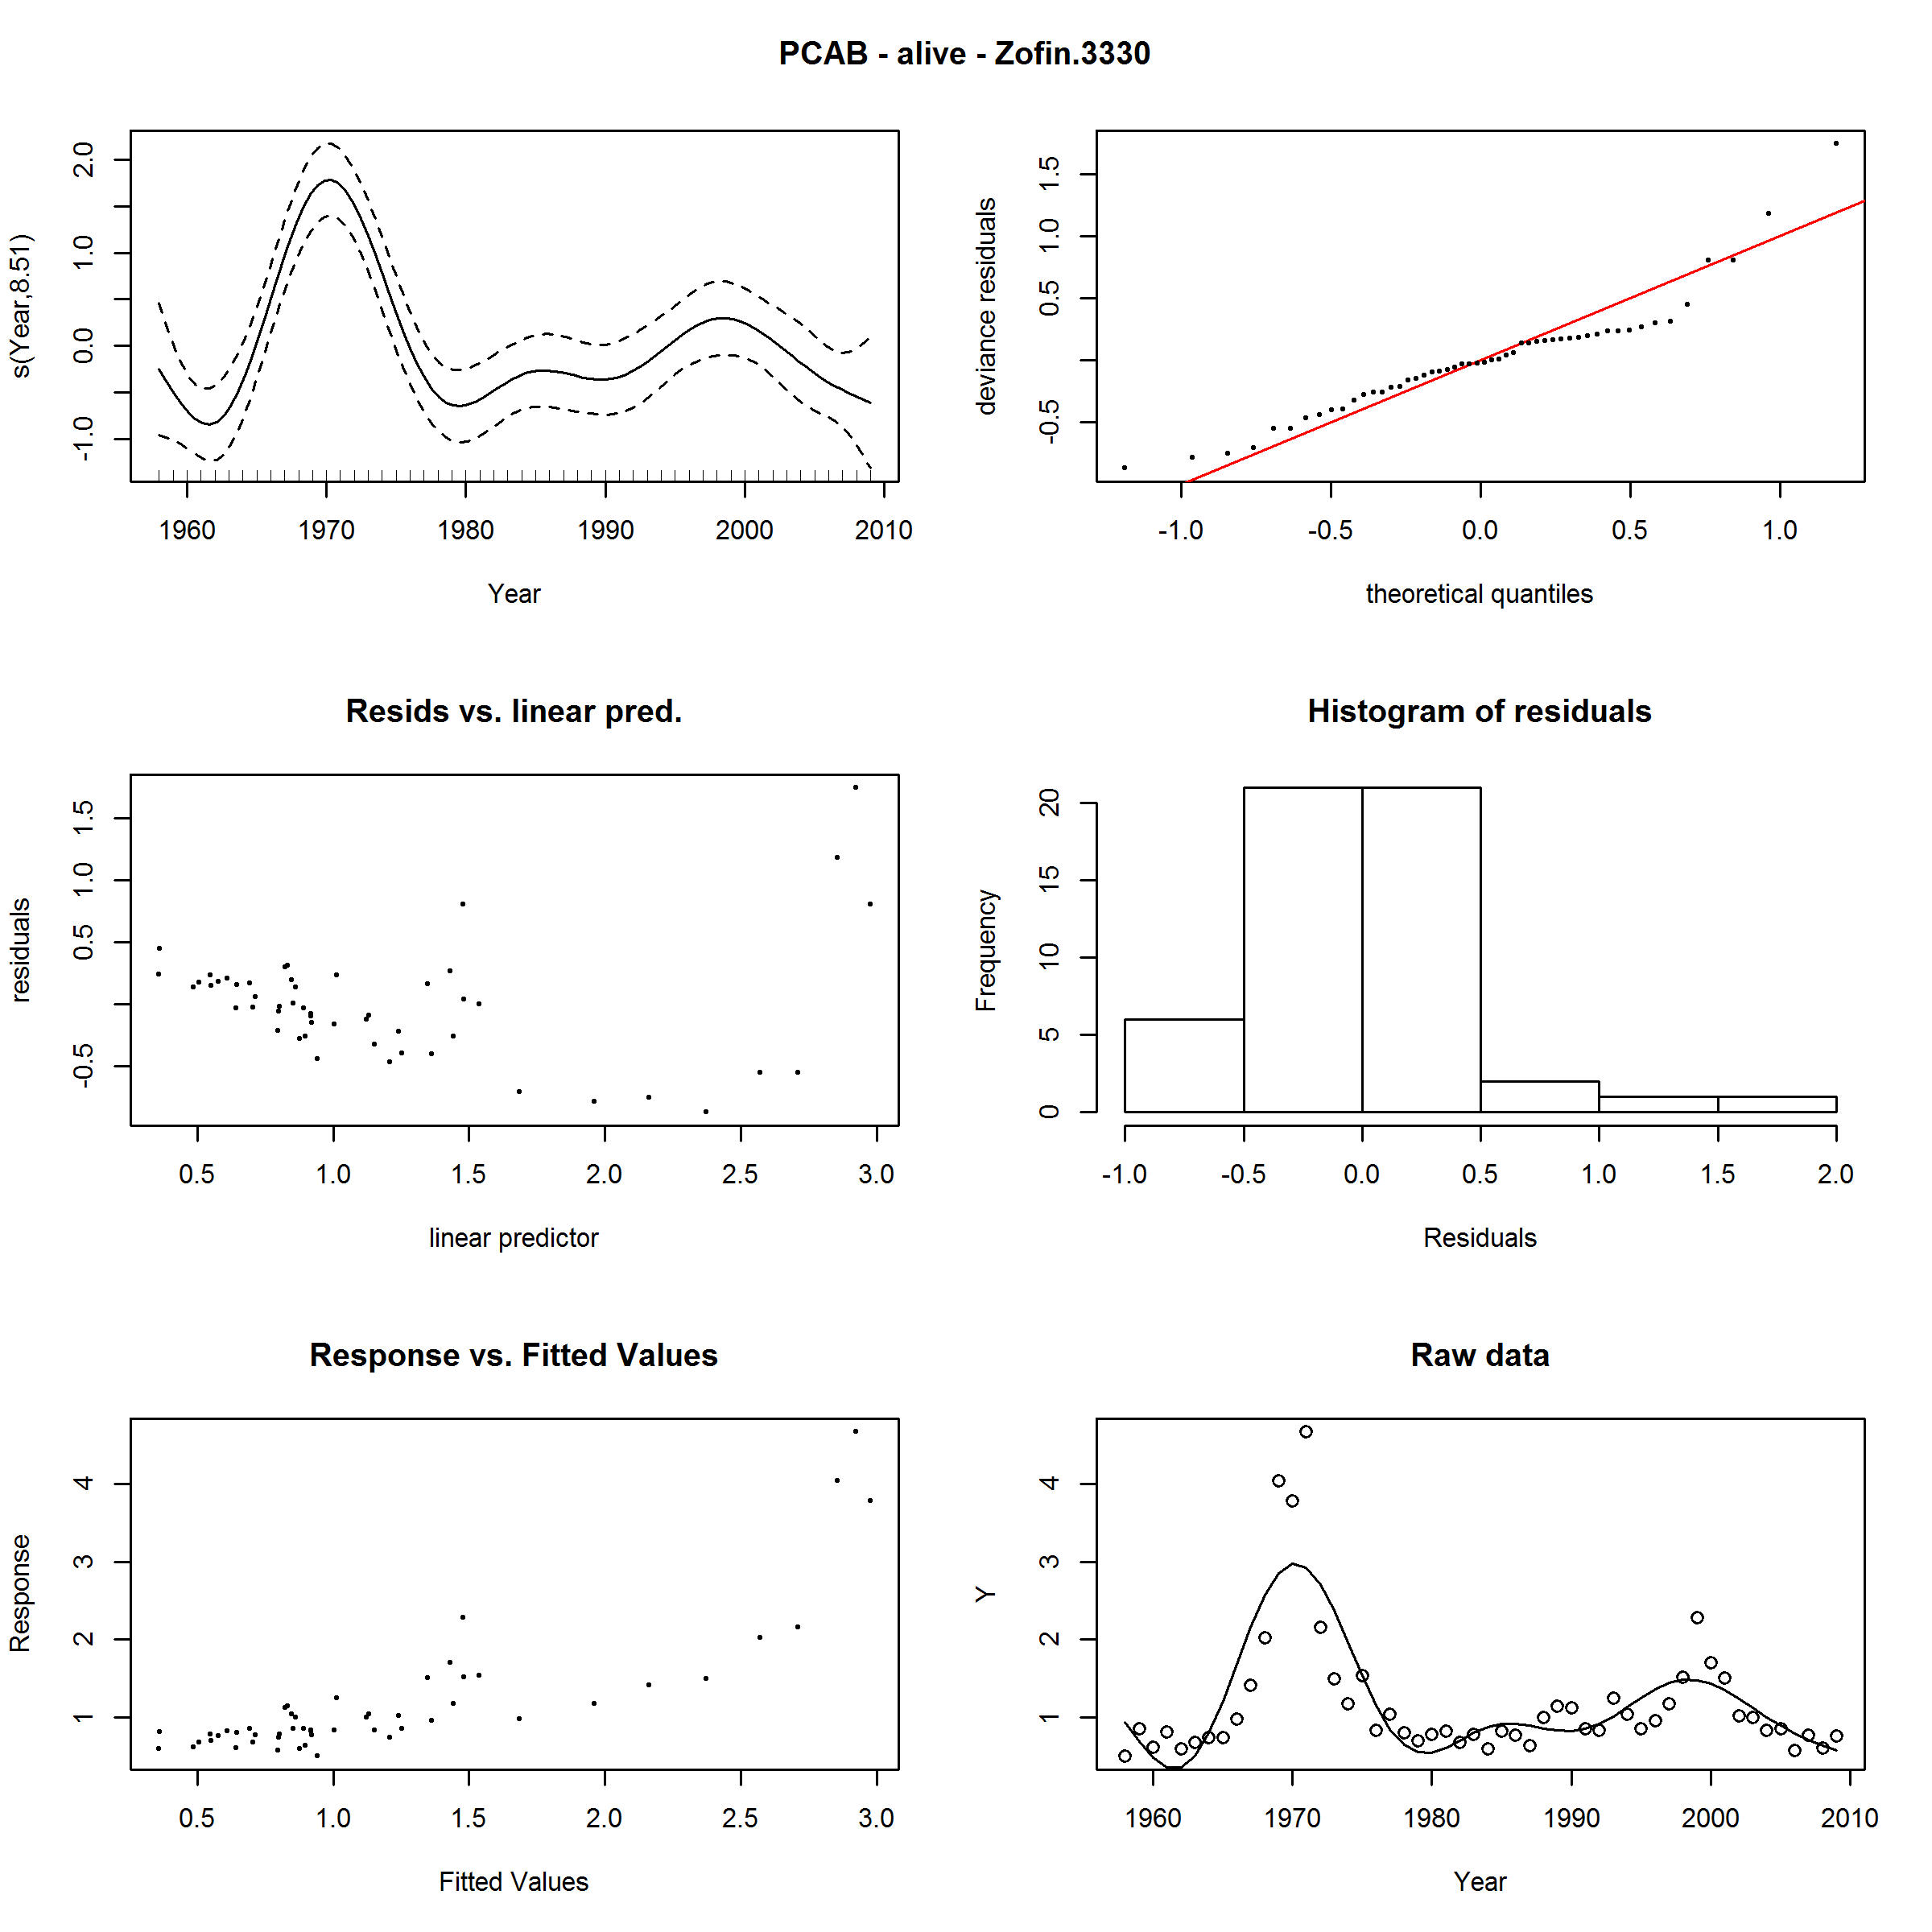 PCAB - alive - Zofin.3330
s(Year,8.51)
-1.0 0.0 1.0 2.0
1960 1970 1980 1990 2000 2010
Year
deviance residuals
-0.5 0.5 1.0 1.5
-1.0 -0.5 0.0 0.5 1.0
theoretical quantiles
Resids vs. linear pred.
residuals
-0.5 0.5 1.0 1.5
0.5 1.0 1.5 2.0 2.5 3.0
linear predictor
Histogram of residuals
Frequency
0 5 10 15 20
-1.0 -0.5 0.0 0.5 1.0 1.5 2.0
Residuals
Response vs. Fitted Values
Response
1 2 3 4
0.5 1.0 1.5 2.0 2.5 3.0
Fitted Values
Raw data
Y
1 2 3 4
1960 1970 1980 1990 2000 2010
Year